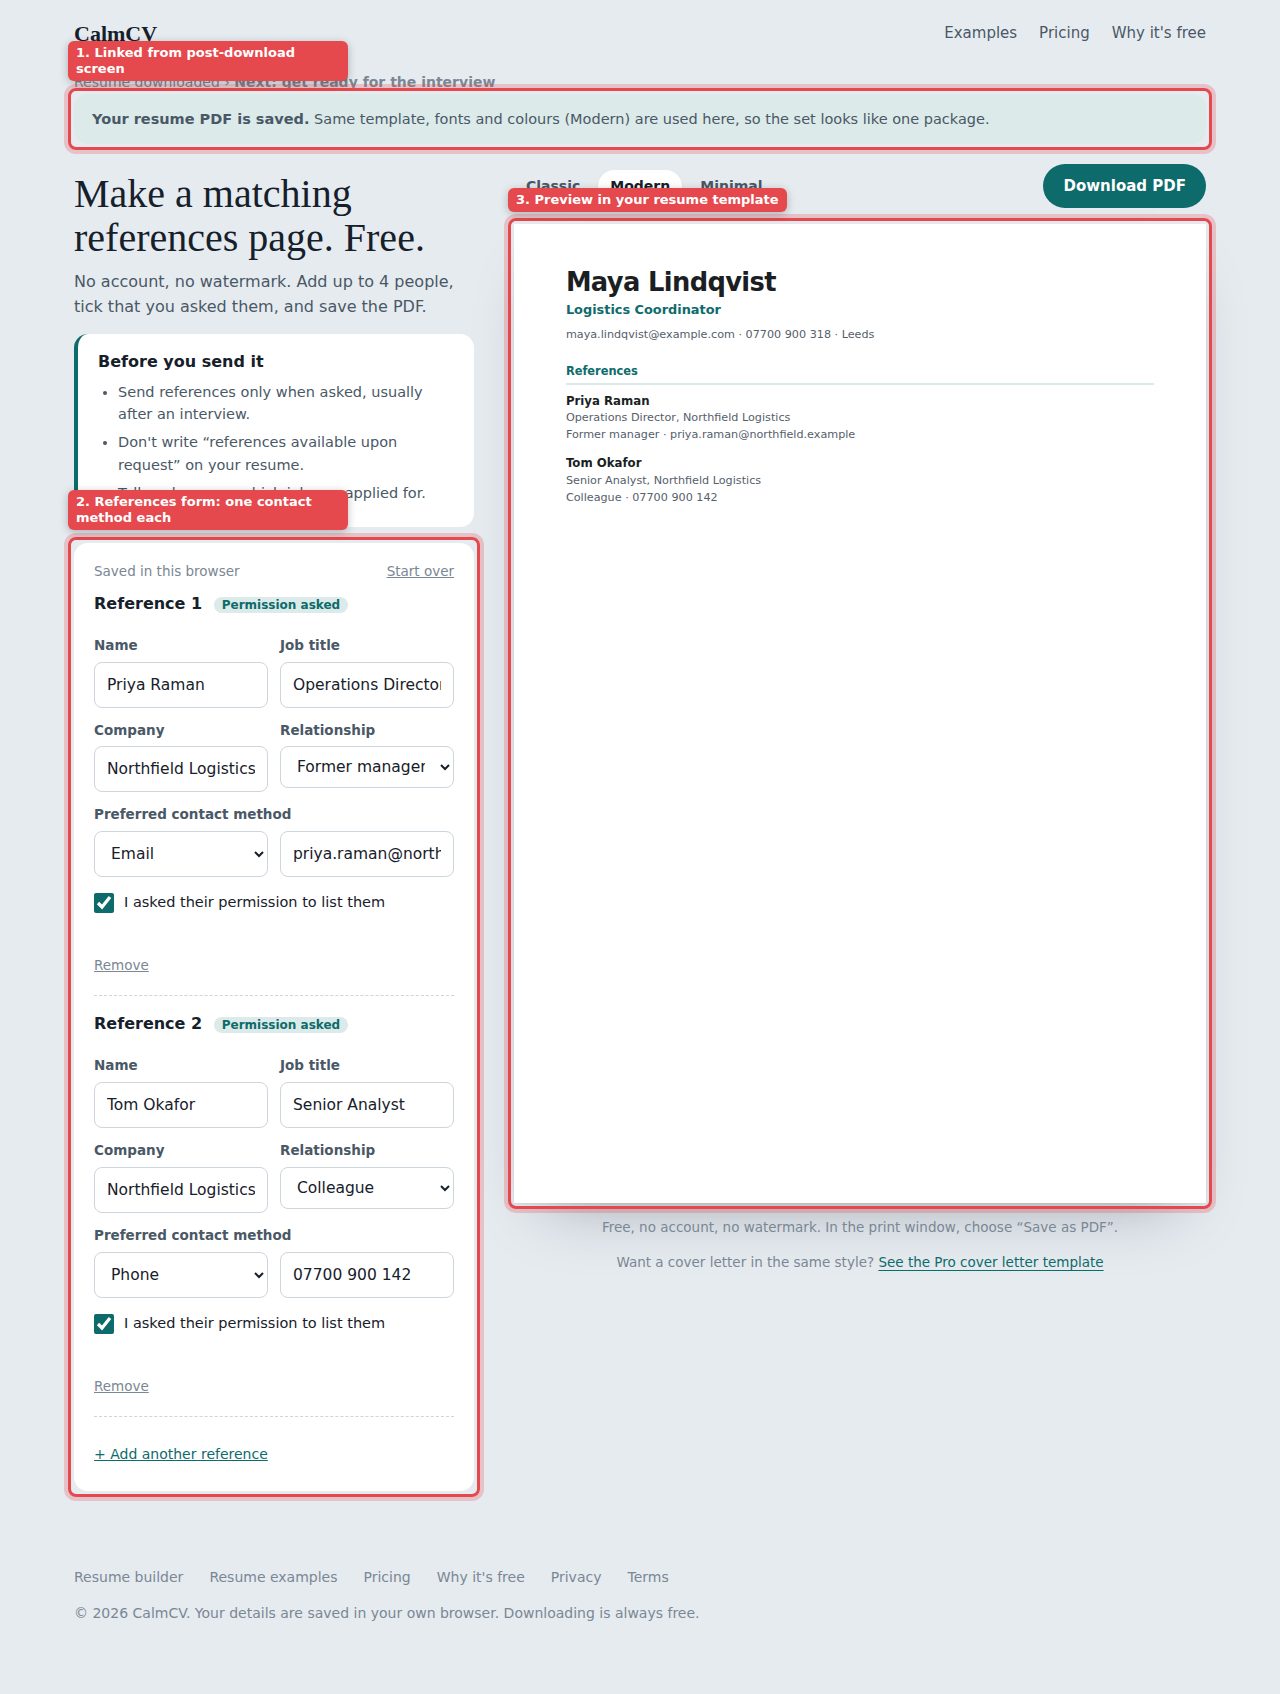 CalmCV
Examples
Pricing
Why it's free
1. Linked from post-download
screen
Resume downloaded › Next: get ready for the interview
Your resume PDF is saved. Same template, fonts and colours (Modern) are used here, so the set looks like one package.
Make a matching
references page. Free.
No account, no watermark. Add up to 4 people,
tick that you asked them, and save the PDF.
Before you send it
• Send references only when asked, usually
after an interview.
• Don't write “references available upon
request” on your resume.
applied for.
2. References form: one contact
method each
Saved in this browser
Start over
Reference 1
Permission asked
Name
Job title
Priya Raman
Operations Director
Company
Relationship
Northfield Logistics
Former manager
Preferred contact method
Email
priya.raman@north
I asked their permission to list them
Remove
Reference 2
Permission asked
Name
Job title
Tom Okafor
Senior Analyst
Company
Relationship
Northfield Logistics
Colleague
Preferred contact method
Phone
07700 900 142
I asked their permission to list them
Remove
+ Add another reference
Classic
Modern
Minimal
Download PDF
3. Preview in your resume template
Maya Lindqvist
Logistics Coordinator
maya.lindqvist@example.com · 07700 900 318 · Leeds
References
Priya Raman
Operations Director, Northfield Logistics
Former manager · priya.raman@northfield.example
Tom Okafor
Senior Analyst, Northfield Logistics
Colleague · 07700 900 142
Free, no account, no watermark. In the print window, choose “Save as PDF”.
Want a cover letter in the same style? See the Pro cover letter template
Resume builder
Resume examples
Pricing
Why it's free
Privacy
Terms
© 2026 CalmCV. Your details are saved in your own browser. Downloading is always free.